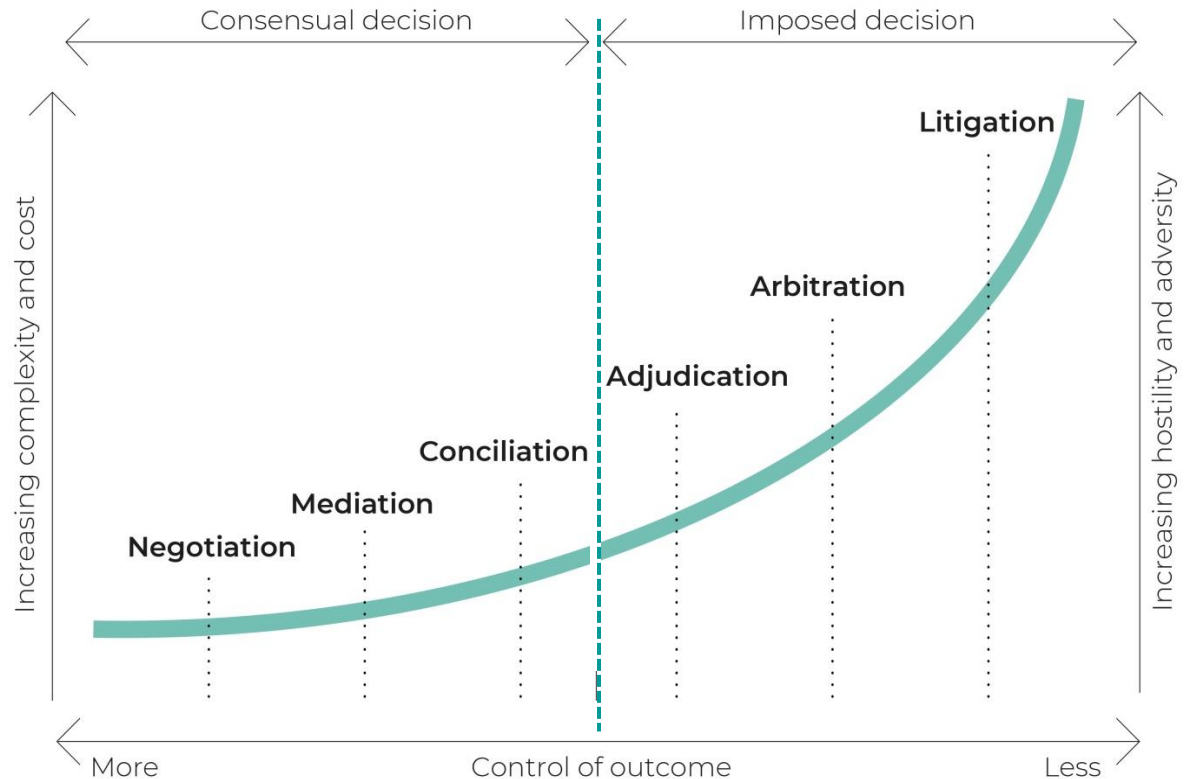 Consensual decision
Imposed decision
Increasing complexity and cost
Litigation
Arbitration
Adjudication
Conciliation
Mediation
Negotiation
Increasing hostility and adversity
More
Control of outcome
Less